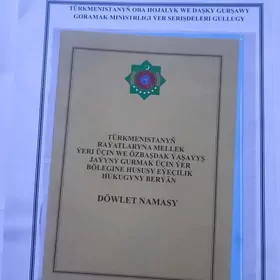 TÜRKMENISTANYŇ OBA HOJALYK WE DAŞKY GURŞAWY
GORAMAK MINISTRLIGI ÝER SERIŞDELERI GULLUGY
TÜRKMENISTANYŇ
RAÝATLARYNA MELLEK
ÝERI ÜÇIN WE ÖZBAŞDAK ÝAŞAÝYŞ
JAÝYNY GURMAK ÜÇIN ÝER
BÖLEGINE HUSUSY EÝEÇILIK
HUKUGYNY BERÝÄN
DÖWLET NAMASY